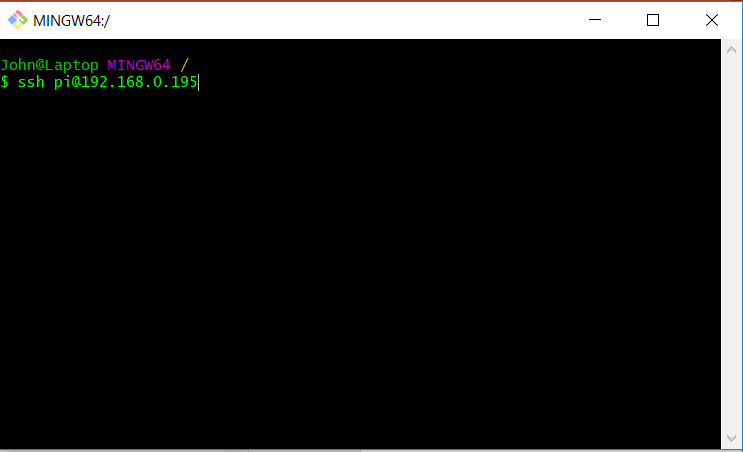 MINGW64:/
John@Laptop MINGW64 /
$ ssh pi@192.168.0.195